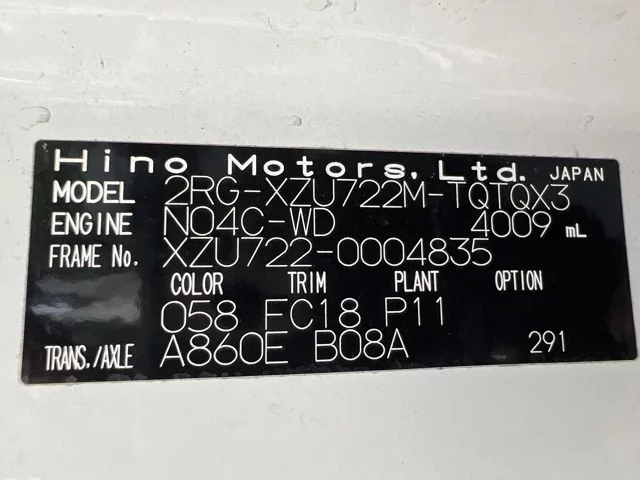 Hino Motors, Ltd. JAPAN
MODEL 2RG-XZU722M-TQTQX3
ENGINE N04C-WD 4009 mL
FRAME No. XZU722-0004835
COLOR TRIM PLANT OPTION
058 FC18 P11
TRANS./AXLE A860E B08A 291